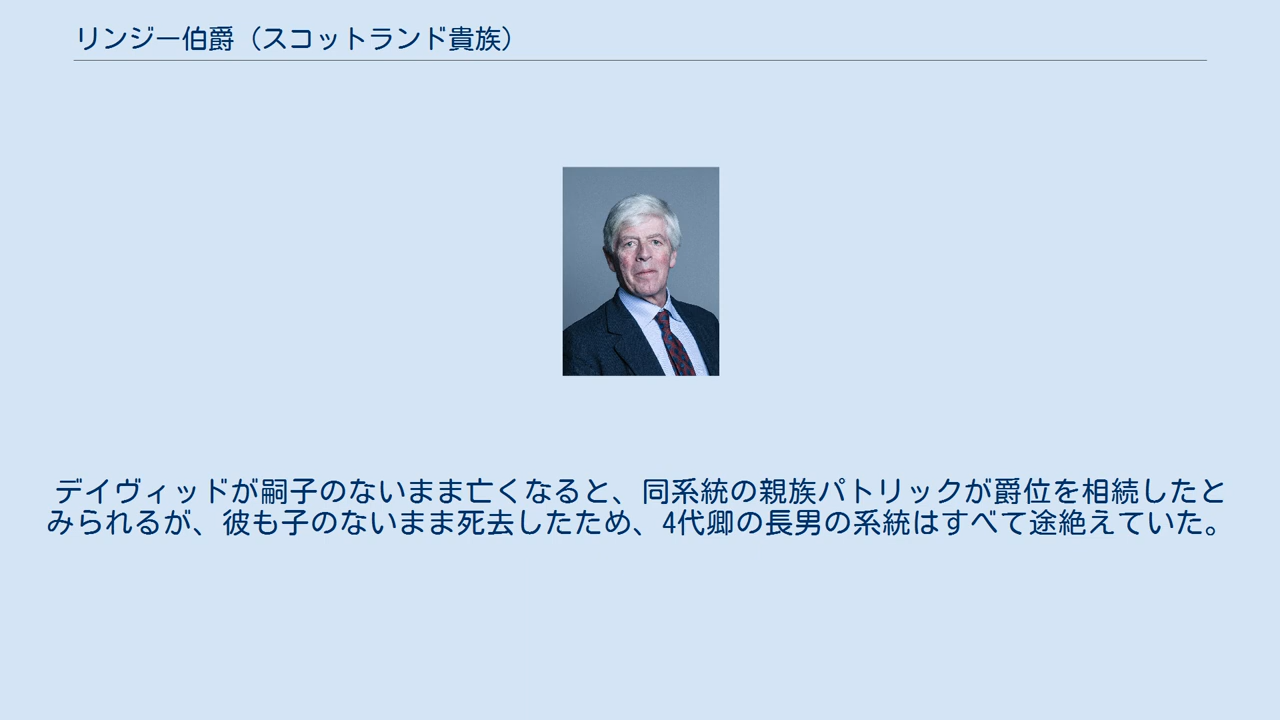 リンジー伯爵（スコットランド貴族）
デイヴィッドが嗣子のないまま亡くなると、同系統の親族パトリックが爵位を相続したと
みられるが、彼も子のないまま死去したため、4代卿の長男の系統はすべて途絶えていた。